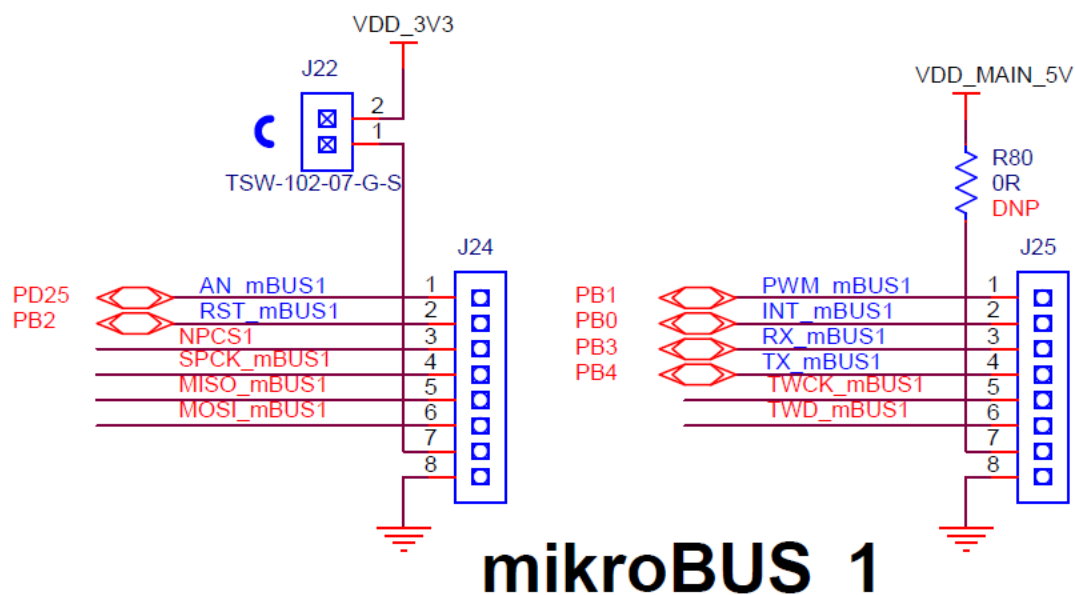 VDD_3V3
J22
2
1
TSW-102-07-G-S
J24
PD25 AN_mBUS1 1
PB2 RST_mBUS1 2
NPCS1 3
SPCK_mBUS1 4
MISO_mBUS1 5
MOSI_mBUS1 6
7
8
VDD_MAIN_5V
R80
0R
DNP
J25
PB1 PWM_mBUS1 1
PB0 INT_mBUS1 2
PB3 RX_mBUS1 3
PB4 TX_mBUS1 4
TWCK_mBUS1 5
TWD_mBUS1 6
7
8
mikroBUS 1